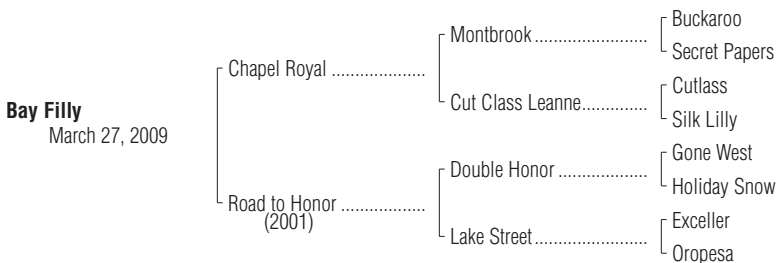 Buckaroo
Montbrook..............................
Secret Papers
Chapel Royal .........................
Cutlass
Cut Class Leanne.................
Silk Lilly
Bay Filly
March 27, 2009
Gone West
Double Honor ........................
Holiday Snow
Road to Honor ......................
(2001)
Exceller
Lake Street..............................
Oropesa